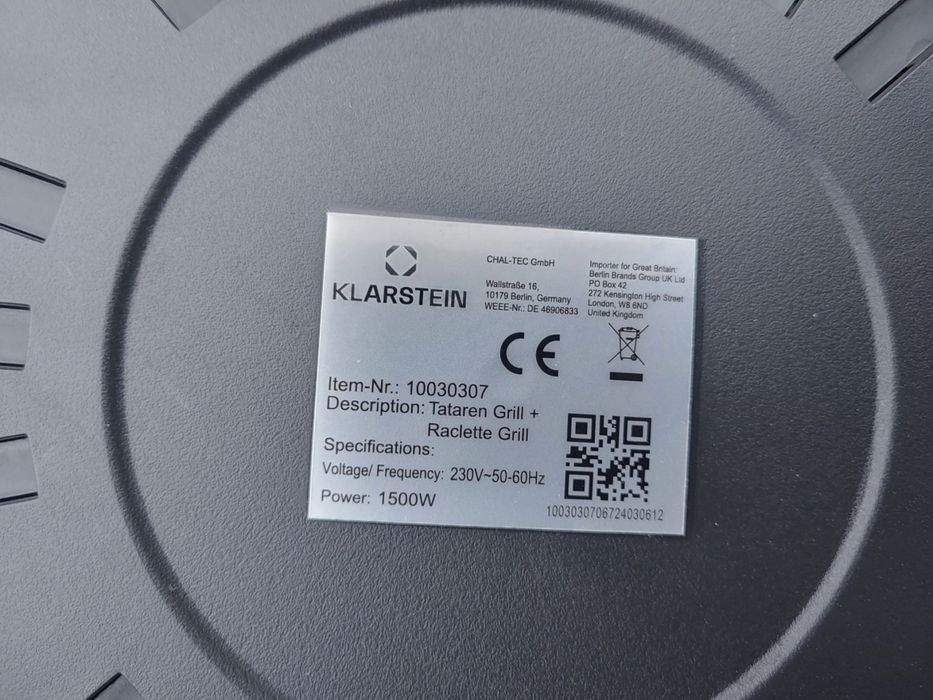 KLARSTEIN
CHAL-TEC GmbH
Wallstraße 16,
10179 Berlin, Germany
WEEE-Nr.: DE 46906833
Importer for Great Britain:
Berlin Brands Group UK Ltd
PO Box 42
272 Kensington High Street
London, W8 6ND
United Kingdom
CE
Item-Nr.: 10030307
Description: Tataren Grill +
Raclette Grill
Specifications:
Voltage/ Frequency: 230V~50-60Hz
Power: 1500W
1003030706724030612